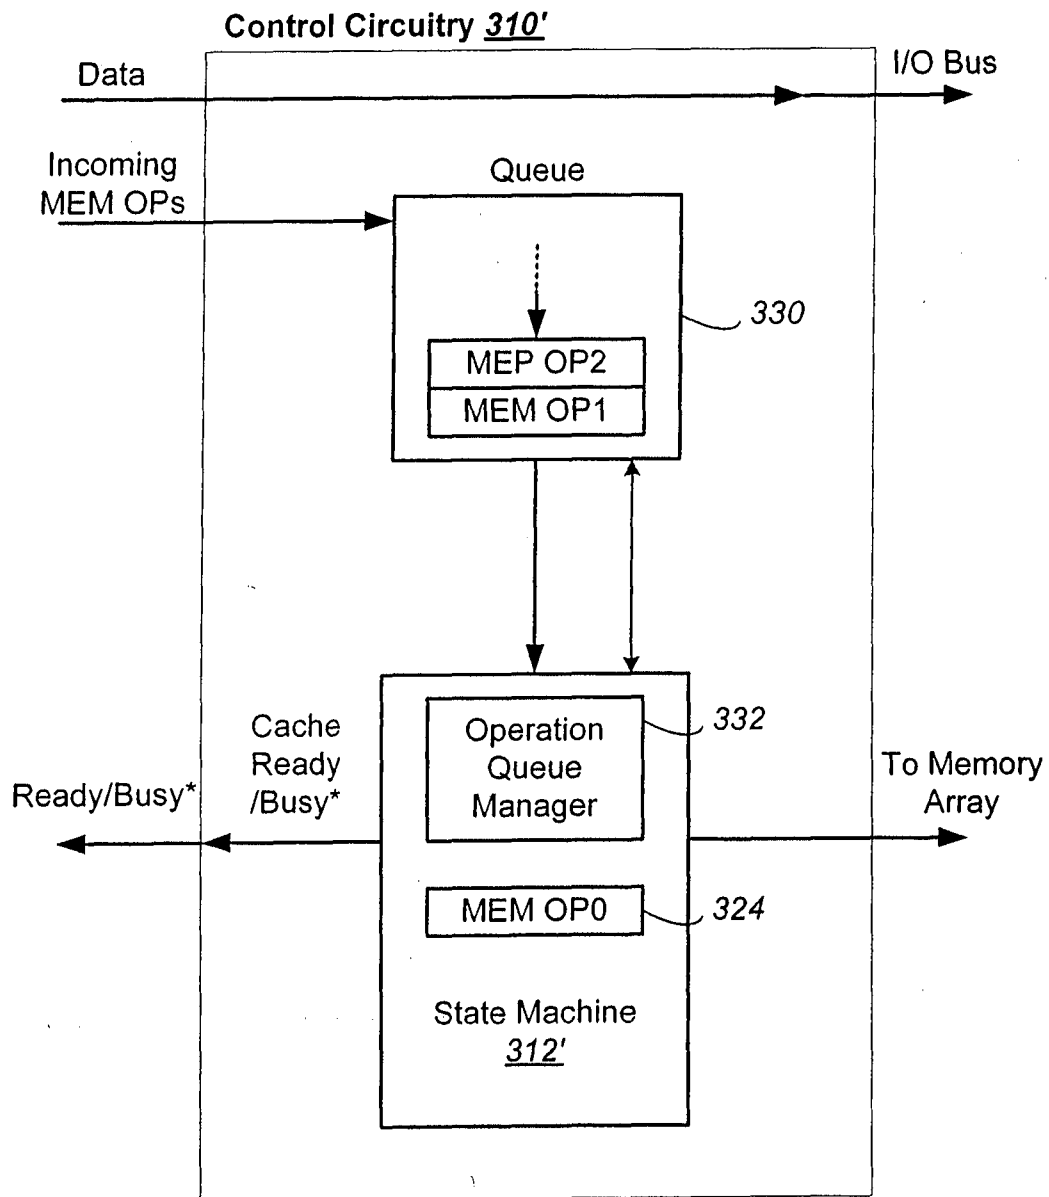 Control Circuitry 310'
Data
I/O Bus
Incoming
MEM OPs
Queue
330
MEP OP2
MEM OP1
332
Operation
Queue
Manager
Cache
Ready
/Busy*
Ready/Busy*
To Memory
Array
MEM OP0
324
State Machine
312'